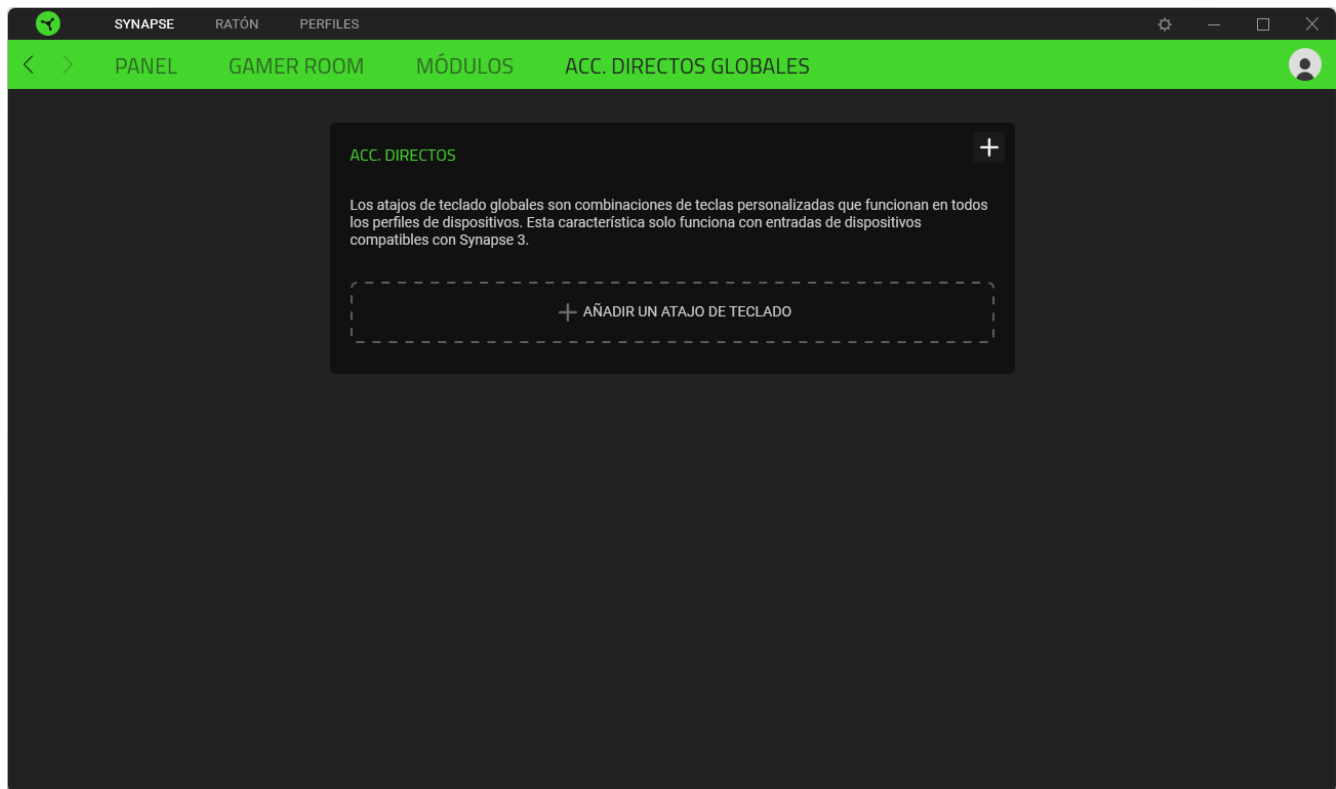 SYNAPSE RATÓN PERFILES
PANEL GAMER ROOM MÓDULOS ACC. DIRECTOS GLOBALES
ACC. DIRECTOS
Los atajos de teclado globales son combinaciones de teclas personalizadas que funcionan en todos
los perfiles de dispositivos. Esta característica solo funciona con entradas de dispositivos
compatibles con Synapse 3.
AÑADIR UN ATAJO DE TECLADO